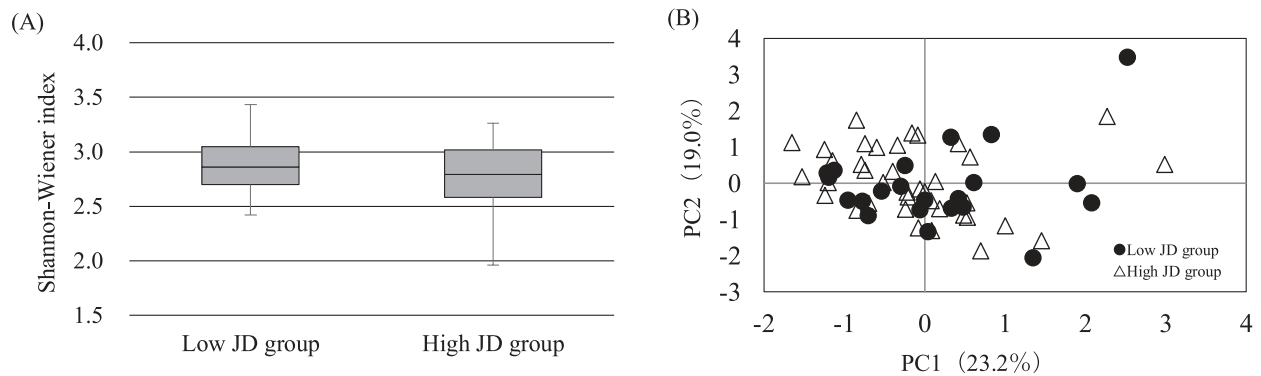 (A)
4.0
3.5
3.0
2.5
2.0
1.5
Shannon-Wiener index
Low JD group
High JD group
(B)
4
3
2
1
0
-1
-2
-3
PC2 (19.0%)
-2
-1
0
1
2
3
4
PC1 (23.2%)
Low JD group
High JD group